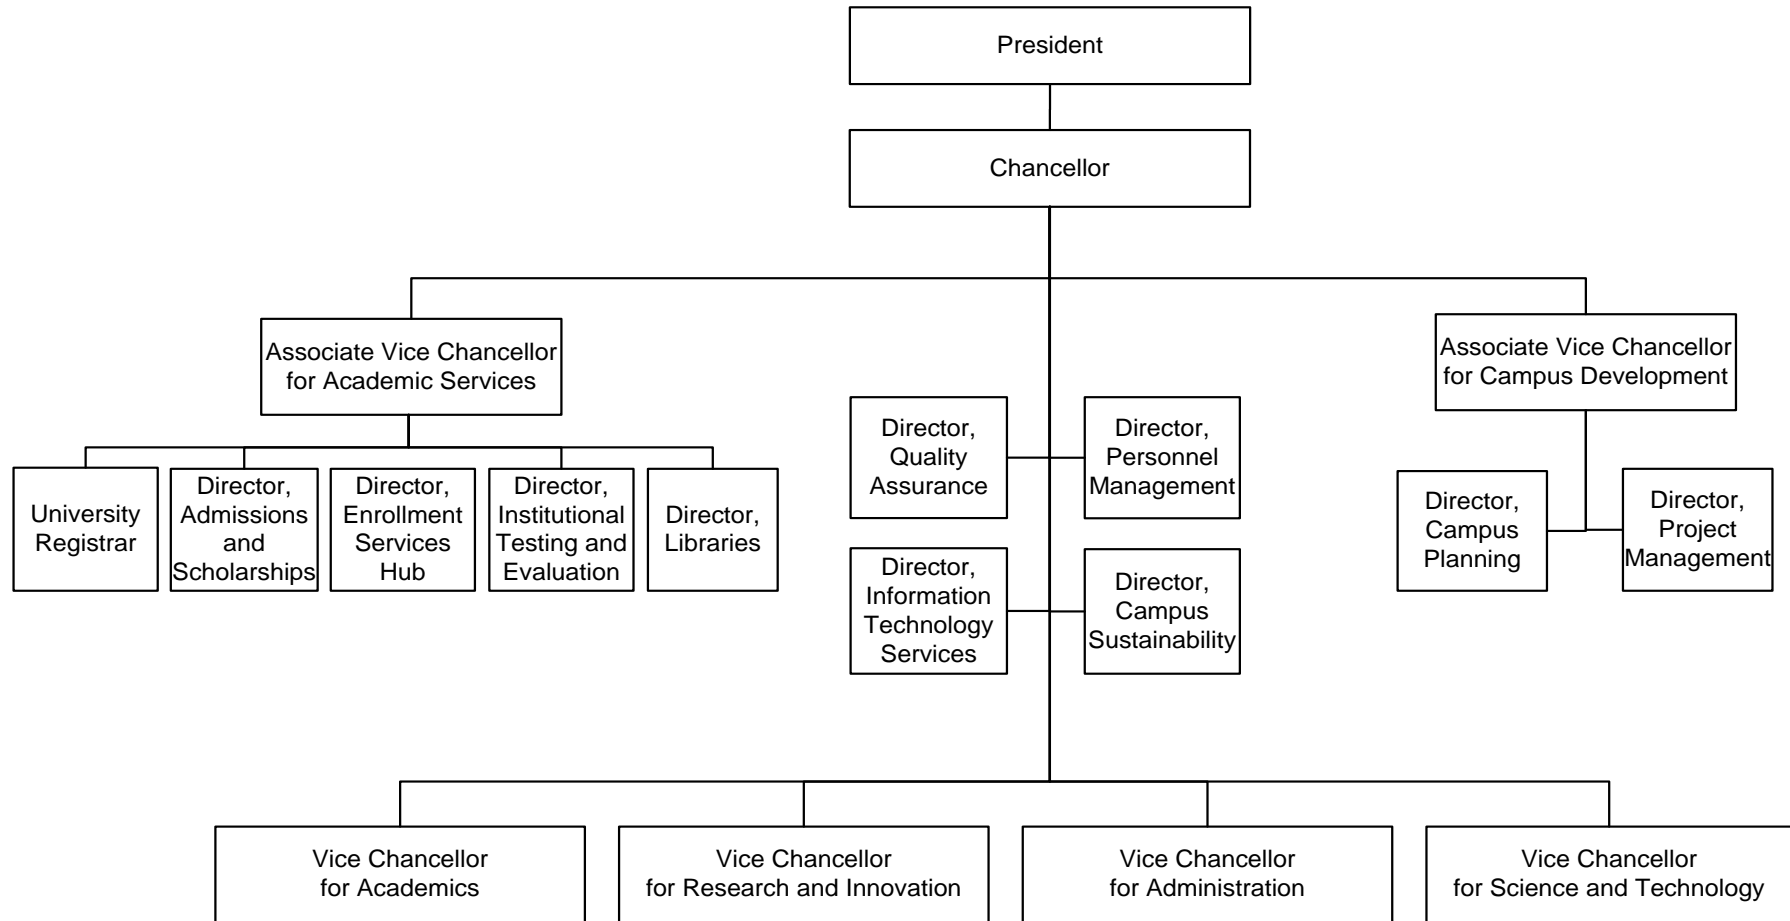 President
Chancellor
Associate Vice Chancellor
for Academic Services
Associate Vice Chancellor
for Campus Development
Director,
Quality
Assurance
Director,
Personnel
Management
University
Registrar
Director,
Admissions
and
Scholarships
Director,
Enrollment
Services
Hub
Director,
Institutional
Testing and
Evaluation
Director,
Libraries
Director,
Information
Technology
Services
Director,
Campus
Sustainability
Director,
Campus
Planning
Director,
Project
Management
Vice Chancellor
for Academics
Vice Chancellor
for Research and Innovation
Vice Chancellor
for Administration
Vice Chancellor
for Science and Technology